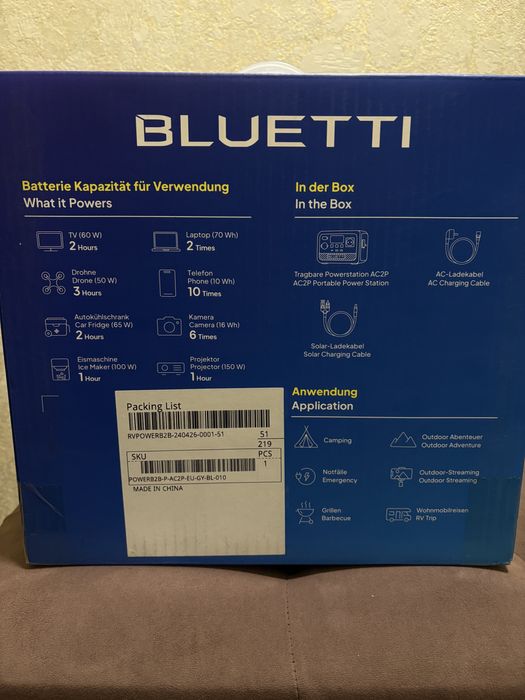 BLUETTI
Batterie Kapazität für Verwendung
What it Powers
TV (60 W)
2 Hours
Laptop (70 Wh)
2 Times
Drohne
Drone (50 W)
3 Hours
Telefon
Phone (10 Wh)
10 Times
Autokühlschrank
Car Fridge (65 W)
2 Hours
Kamera
Camera (16 Wh)
6 Times
Eismaschine
Ice Maker (100 W)
1 Hour
Projektor
Projector (150 W)
1 Hour
In der Box
In the Box
Tragbare Powerstation AC2P
AC2P Portable Power Station
AC-Ladekabel
AC Charging Cable
Solar-Ladekabel
Solar Charging Cable
Anwendung
Application
Camping
Outdoor Abenteuer
Outdoor Adventure
Notfälle
Emergency
Outdoor-Streaming
Outdoor Streaming
Grillen
Barbecue
Wohnmobilreisen
RV Trip
Packing List
RVPOWERB2B-240426-0001-51
51
219
SKU
PCS
1
POWERB2B-P-AC2P-EU-GY-BL-010
MADE IN CHINA